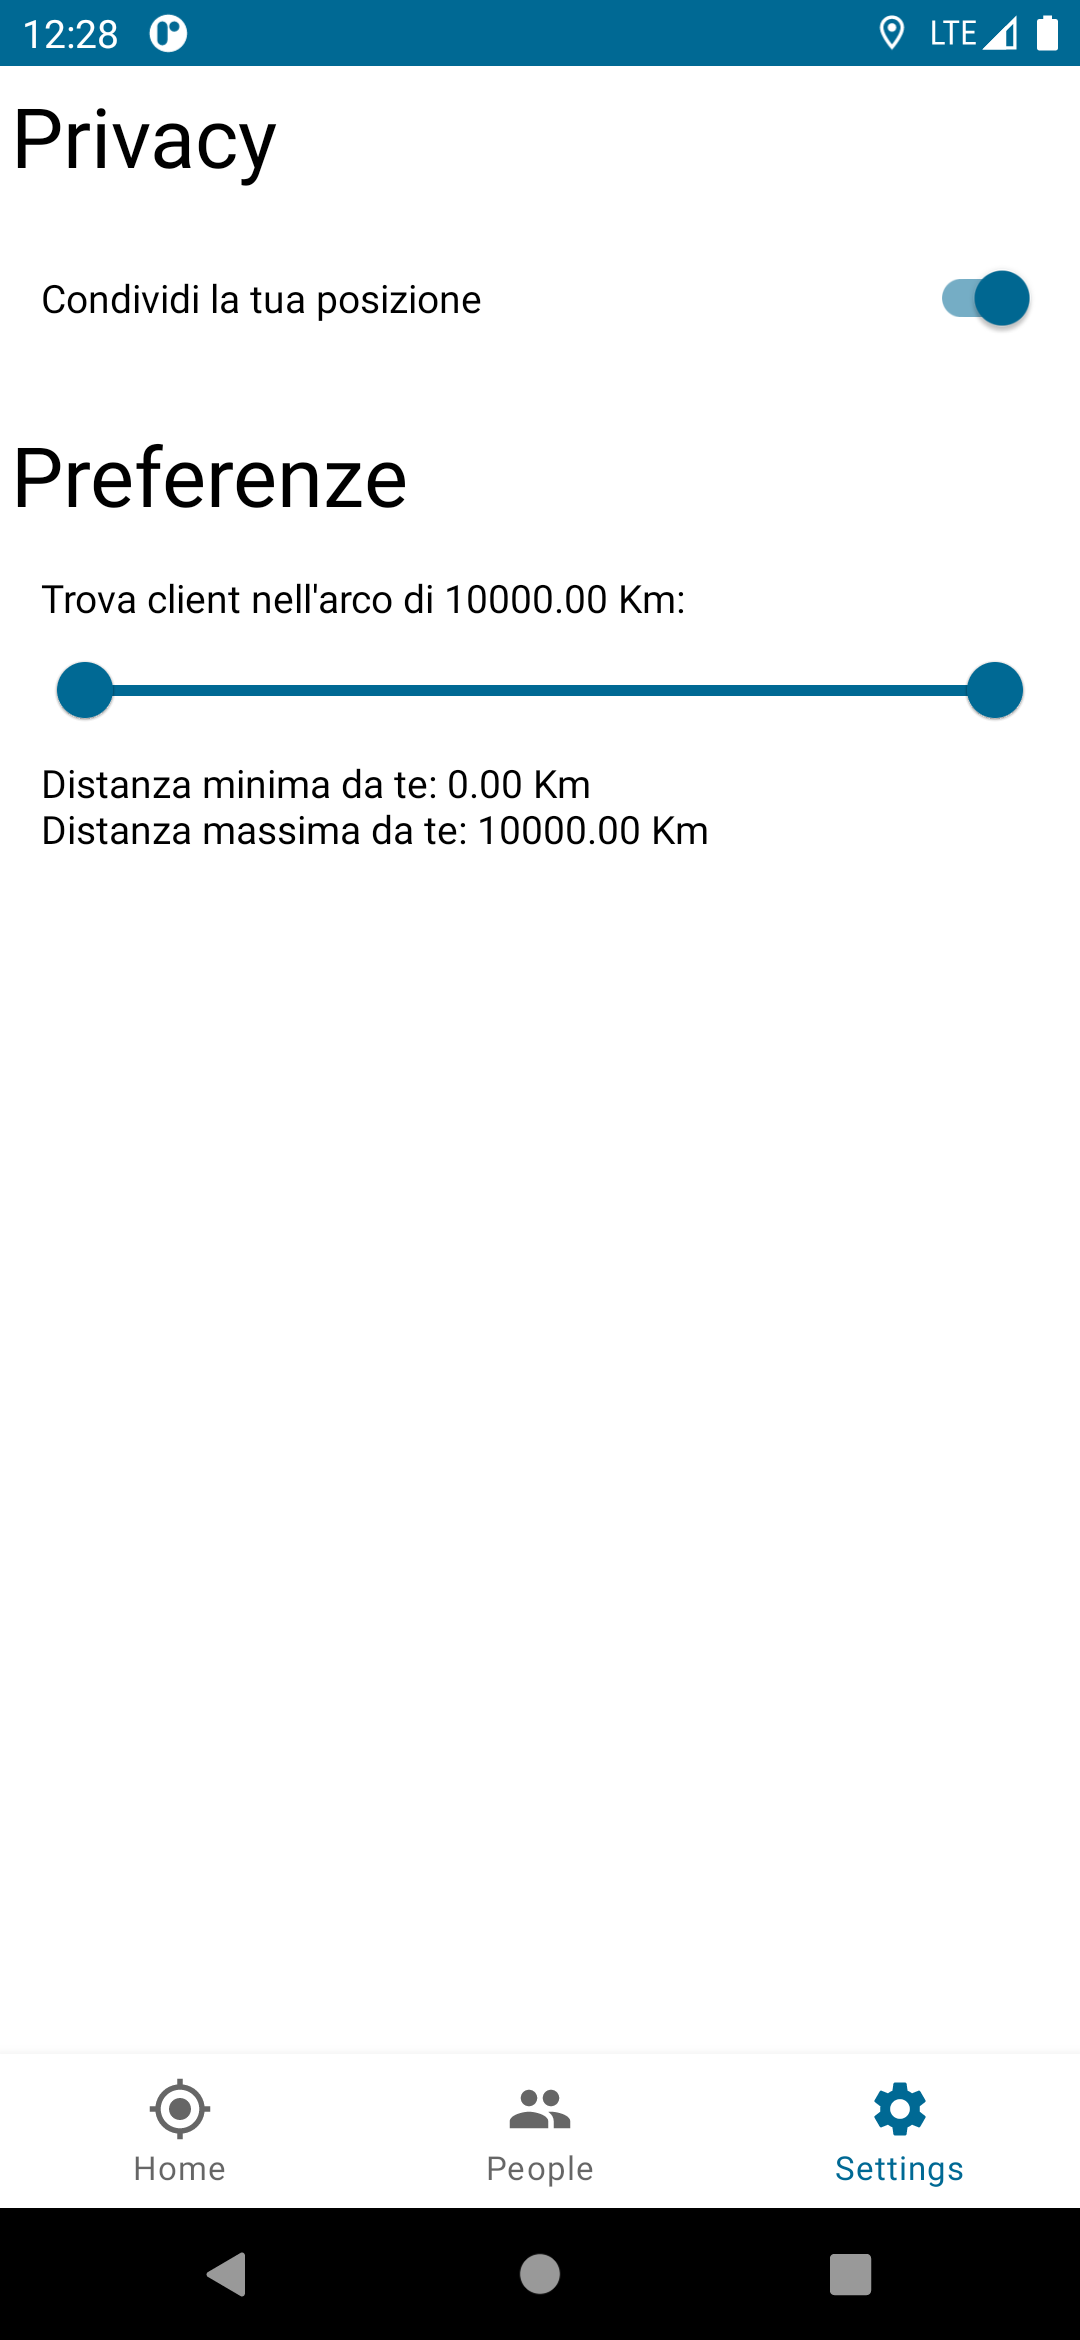 12:28
LTE
Privacy
Condividi la tua posizione
Preferenze
Trova client nell'arco di 10000.00 Km:
Distanza minima da te: 0.00 Km
Distanza massima da te: 10000.00 Km
Home
People
Settings